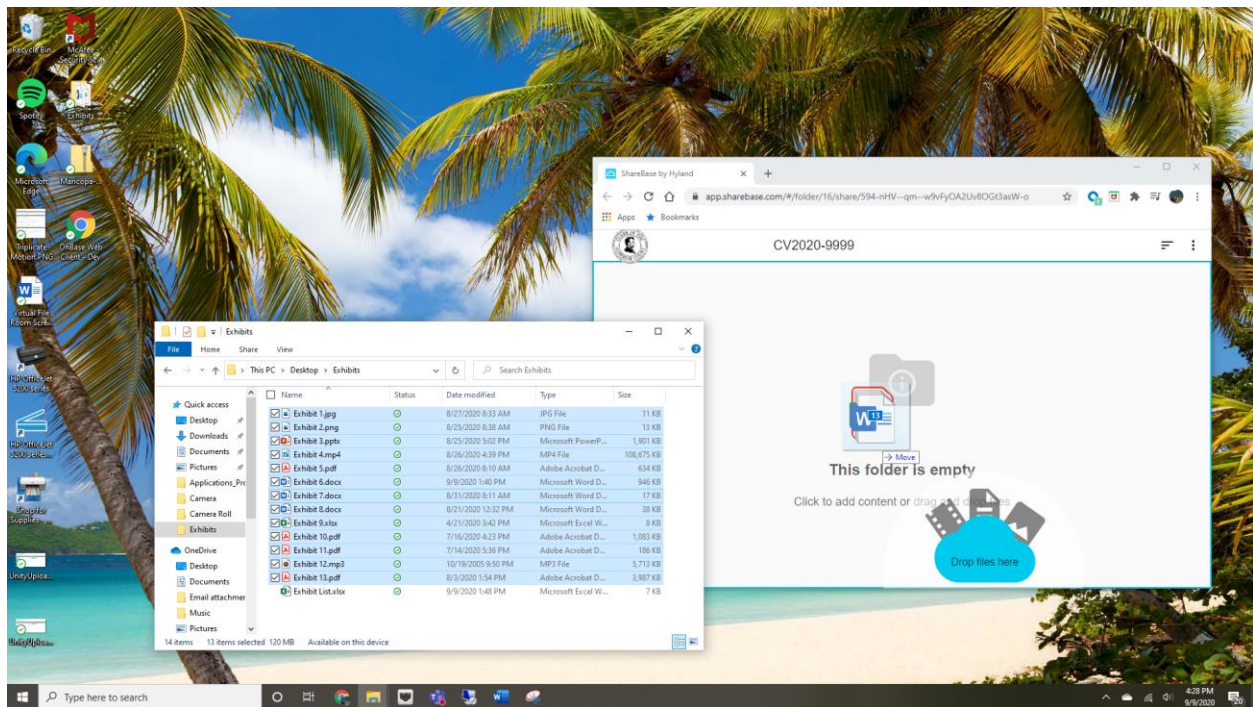 Recycle Bin
McAfee
Security
Spotify
Exhibits
Microsoft
Edge
Maricopa-...
Triplicate
Motion.PNG
OnBase Web
Client - Dev
Virtual File
Room Scre...
HP OfficeJet
5200 series
HP OfficeJet
5200 series...
Shop for
Supplies - ...
UnityUploa...
UnityUploa...
ShareBase by Hyland
app.sharebase.com/#/folder/16/share/594-nHV--qm--w9vFyOA2Uv8OGt3asW-o
Apps
Bookmarks
CV2020-9999
W 13
→ Move
This folder is empty
Click to add content or drag and drop files
Drop files here
Exhibits
File Home Share View
This PC > Desktop > Exhibits
Search Exhibits
Name Status Date modified Type Size
Exhibit 1.jpg 8/27/2020 8:33 AM JPG File 11 KB
Exhibit 2.png 8/25/2020 8:38 AM PNG File 13 KB
Exhibit 3.pptx 8/25/2020 5:02 PM Microsoft PowerP... 1,901 KB
Exhibit 4.mp4 8/26/2020 4:39 PM MP4 File 108,675 KB
Exhibit 5.pdf 8/26/2020 8:10 AM Adobe Acrobat D... 634 KB
Exhibit 6.docx 9/9/2020 1:40 PM Microsoft Word D... 946 KB
Exhibit 7.docx 8/31/2020 6:11 AM Microsoft Word D... 17 KB
Exhibit 8.docx 8/21/2020 12:32 PM Microsoft Word D... 38 KB
Exhibit 9.xlsx 4/21/2020 3:42 PM Microsoft Excel W... 8 KB
Exhibit 10.pdf 7/16/2020 4:23 PM Adobe Acrobat D... 1,083 KB
Exhibit 11.pdf 7/14/2020 5:36 PM Adobe Acrobat D... 186 KB
Exhibit 12.mp3 10/19/2005 9:50 PM MP3 File 5,713 KB
Exhibit 13.pdf 8/3/2020 1:54 PM Adobe Acrobat D... 3,987 KB
Exhibit List.xlsx 9/9/2020 1:48 PM Microsoft Excel W... 7 KB
Quick access
Desktop
Downloads
Documents
Pictures
Applications_Pro
Camera
Camera Roll
Exhibits
OneDrive
Desktop
Documents
Email attachmer
Music
Pictures
14 items 13 items selected 120 MB Available on this device
Type here to search
4:28 PM
9/9/2020
20